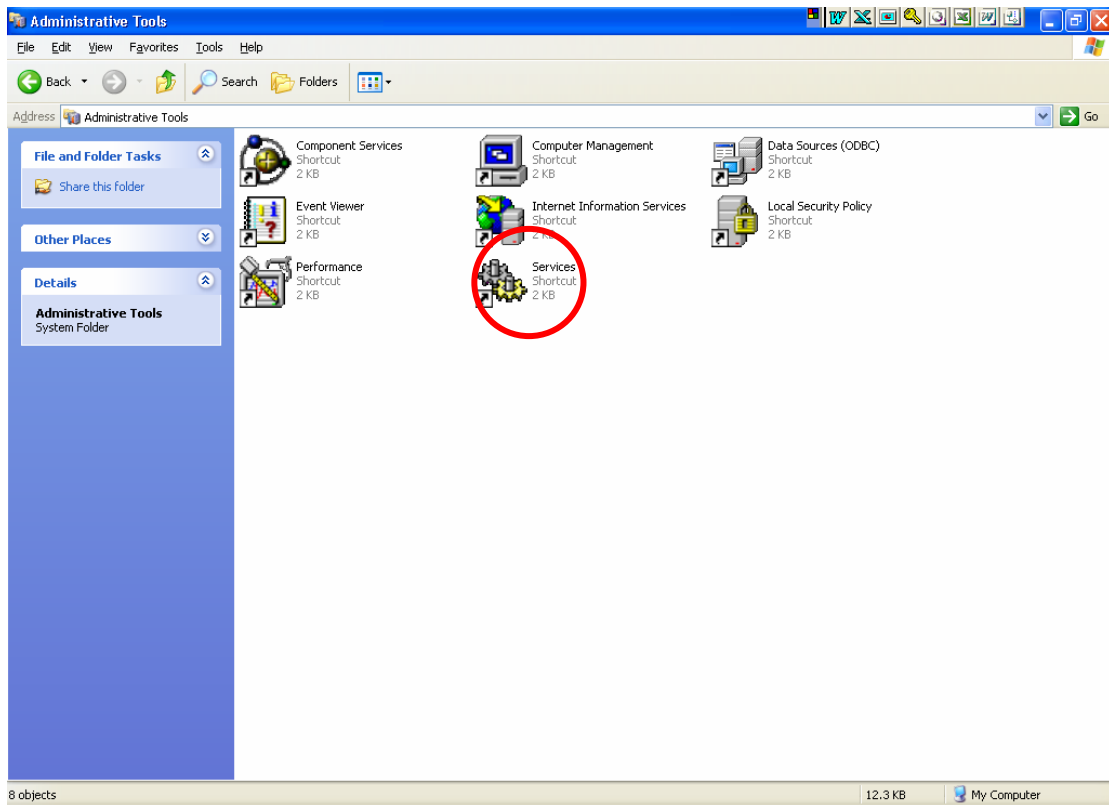 Administrative Tools
File Edit View Favorites Tools Help
Back Search Folders
Address Administrative Tools Go
File and Folder Tasks
Share this folder
Other Places
Details
Administrative Tools
System Folder
Component Services
Shortcut
2 KB
Computer Management
Shortcut
2 KB
Data Sources (ODBC)
Shortcut
2 KB
Event Viewer
Shortcut
2 KB
Internet Information Services
Shortcut
2 KB
Local Security Policy
Shortcut
2 KB
Performance
Shortcut
2 KB
Services
Shortcut
2 KB
8 objects 12.3 KB My Computer